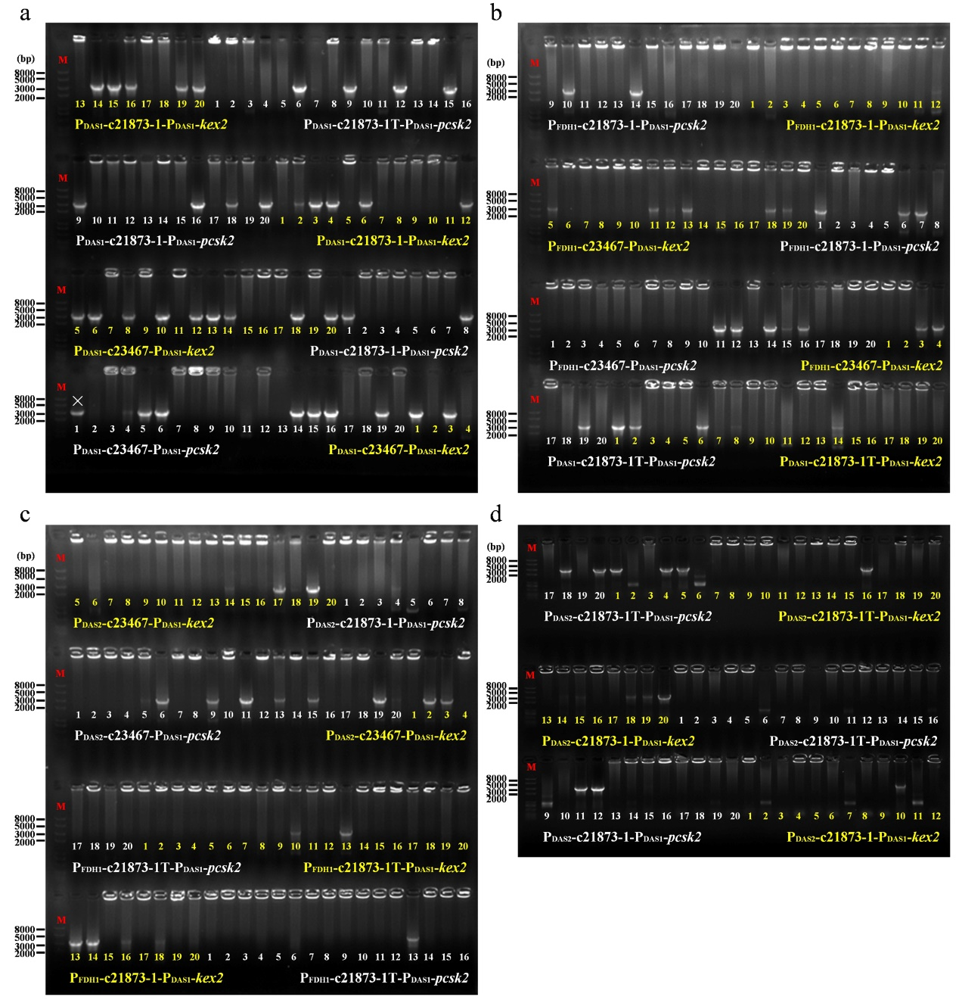 a
(bp)
M
8000
5000
3000
2000
13 14 15 16 17 18 19 20 1 2 3 4 5 6 7 8 9 10 11 12 13 14 15 16
PDAS1-c21873-1-PDAS1-kex2 PDAS1-c21873-1T-PDAS1-pcsk2
M
8000
5000
3000
2000
9 10 11 12 13 14 15 16 17 18 19 20 1 2 3 4 5 6 7 8 9 10 11 12
PDAS1-c21873-1-PDAS1-pcsk2 PDAS1-c21873-1-PDAS1-kex2
M
8000
5000
3000
2000
5 6 7 8 9 10 11 12 13 14 15 16 17 18 19 20 1 2 3 4 5 6 7 8
PDAS1-c23467-PDAS1-kex2 PDAS1-c21873-1-PDAS1-pcsk2
M
8000
5000
3000
2000
1 2 3 4 5 6 7 8 9 10 11 12 13 14 15 16 17 18 19 20 1 2 3 4
PDAS1-c23467-PDAS1-pcsk2 PDAS1-c23467-PDAS1-kex2
b
(bp)
M
8000
5000
3000
2000
9 10 11 12 13 14 15 16 17 18 19 20 1 2 3 4 5 6 7 8 9 10 11 12
PFDH1-c21873-1-PDAS1-pcsk2 PFDH1-c21873-1-PDAS1-kex2
M
8000
5000
3000
2000
5 6 7 8 9 10 11 12 13 14 15 16 17 18 19 20 1 2 3 4 5 6 7 8
PFDH1-c23467-PDAS1-kex2 PFDH1-c21873-1-PDAS1-pcsk2
M
8000
5000
3000
2000
1 2 3 4 5 6 7 8 9 10 11 12 13 14 15 16 17 18 19 20 1 2 3 4
PFDH1-c23467-PDAS1-pcsk2 PFDH1-c23467-PDAS1-kex2
M
8000
5000
3000
2000
17 18 19 20 1 2 3 4 5 6 7 8 9 10 11 12 13 14 15 16 17 18 19 20
PDAS1-c21873-1T-PDAS1-pcsk2 PDAS1-c21873-1T-PDAS1-kex2
c
(bp)
M
8000
5000
3000
2000
5 6 7 8 9 10 11 12 13 14 15 16 17 18 19 20 1 2 3 4 5 6 7 8
PDAS2-c23467-PDAS1-kex2 PDAS2-c21873-1-PDAS1-pcsk2
M
8000
5000
3000
2000
1 2 3 4 5 6 7 8 9 10 11 12 13 14 15 16 17 18 19 20 1 2 3 4
PDAS2-c23467-PDAS1-pcsk2 PDAS2-c23467-PDAS1-kex2
M
8000
5000
3000
2000
17 18 19 20 1 2 3 4 5 6 7 8 9 10 11 12 13 14 15 16 17 18 19 20
PFDH1-c21873-1T-PDAS1-pcsk2 PFDH1-c21873-1T-PDAS1-kex2
M
8000
5000
3000
2000
13 14 15 16 17 18 19 20 1 2 3 4 5 6 7 8 9 10 11 12 13 14 15 16
PFDH1-c21873-1-PDAS1-kex2 PFDH1-c21873-1T-PDAS1-pcsk2
d
(bp)
M
8000
5000
3000
2000
17 18 19 20 1 2 3 4 5 6 7 8 9 10 11 12 13 14 15 16 17 18 19 20
PDAS2-c21873-1T-PDAS1-pcsk2 PDAS2-c21873-1T-PDAS1-kex2
M
8000
5000
3000
2000
13 14 15 16 17 18 19 20 1 2 3 4 5 6 7 8 9 10 11 12 13 14 15 16
PDAS2-c21873-1-PDAS1-kex2 PDAS2-c21873-1T-PDAS1-pcsk2
M
8000
5000
3000
2000
9 10 11 12 13 14 15 16 17 18 19 20 1 2 3 4 5 6 7 8 9 10 11 12
PDAS2-c21873-1-PDAS1-pcsk2 PDAS2-c21873-1-PDAS1-kex2